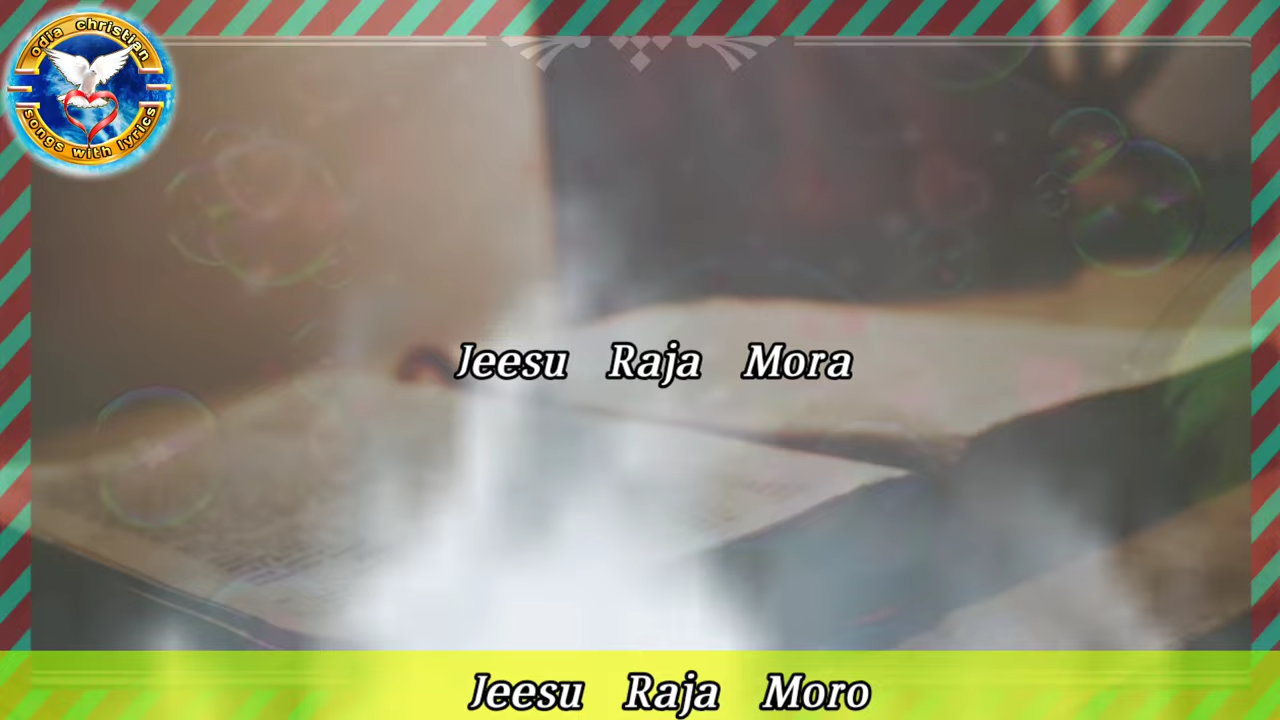 odia christian
songs with lyrics
Jeesu Raja Mora
Jeesu Raja Moro